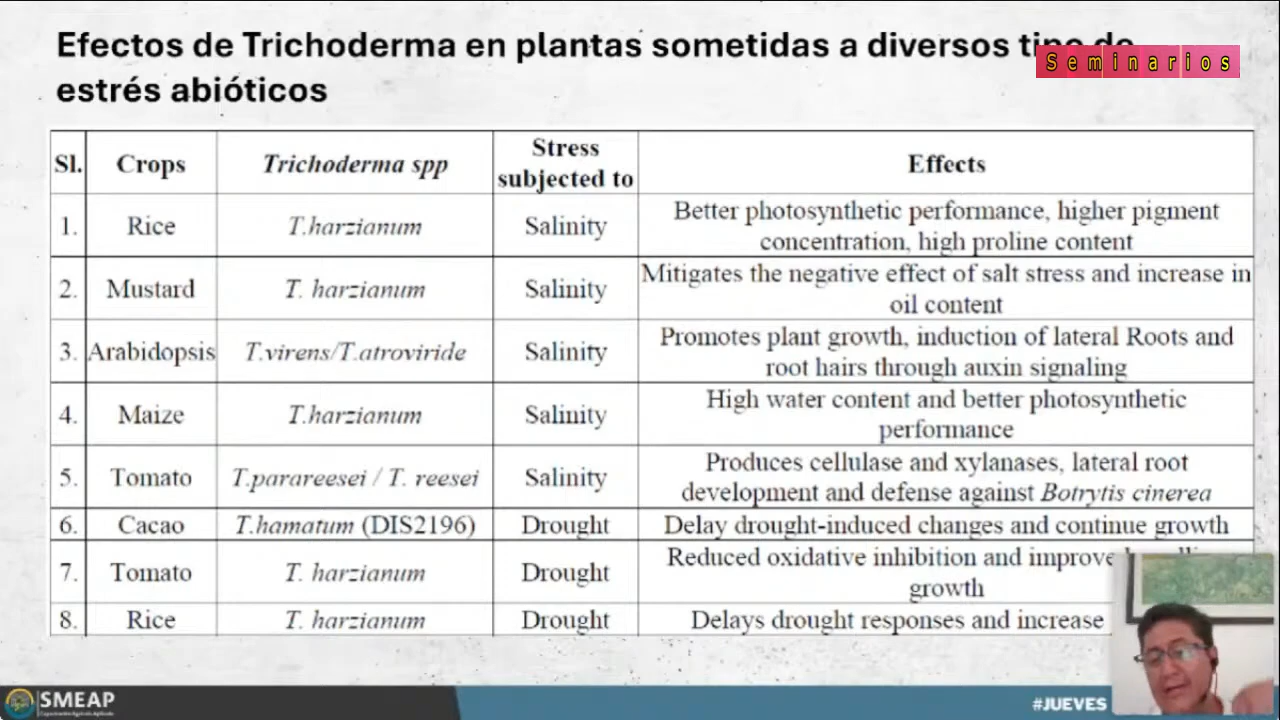 Efectos de Trichoderma en plantas sometidas a diversos
estrés abióticos
Seminarios
Sl. Crops Trichoderma spp Stress subjected to Effects
1. Rice T.harzianum Salinity Better photosynthetic performance, higher pigment
concentration, high proline content
2. Mustard T. harzianum Salinity Mitigates the negative effect of salt stress and increase in
oil content
3. Arabidopsis T.virens/T.atroviride Salinity Promotes plant growth, induction of lateral Roots and
root hairs through auxin signaling
4. Maize T.harzianum Salinity High water content and better photosynthetic
performance
5. Tomato T.parareesei / T. reesei Salinity Produces cellulase and xylanases, lateral root
development and defense against Botrytis cinerea
6. Cacao T.hamatum (DIS2196) Drought Delay drought-induced changes and continue growth
7. Tomato T. harzianum Drought Reduced oxidative inhibition and improve
growth
8. Rice T. harzianum Drought Delays drought responses and increase
SMEAP
#JUEVES